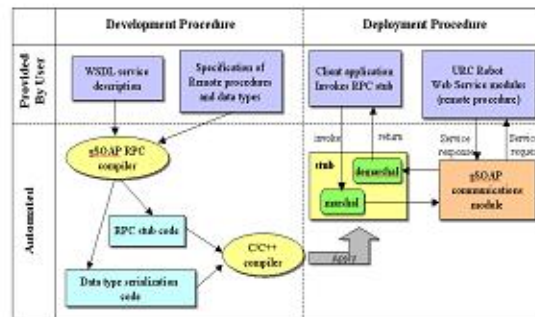 Development Procedure
Deployment Procedure
Provided
By User
WSDL service
description
Specification of
Remote procedures
and data types
Client application
Invokes RPC stub
URC Robot
Web Service modules
(remote procedure)
invoke
return
Service
response
Service
request
Automated
gSOAP RPC
compiler
stub
demarshal
marshal
gSOAP
communications
module
RPC stub code
C/C++
compiler
Apply
Data type serialization
code